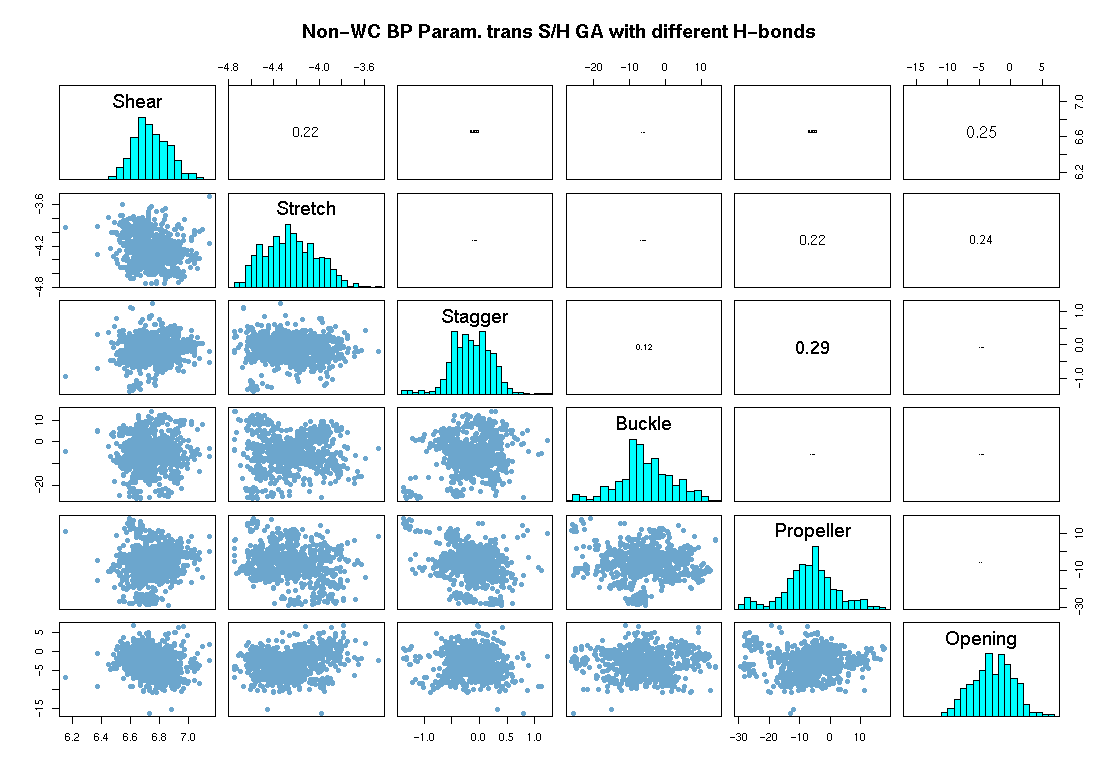 Non−WC BP Param. trans S/H GA with different H−bonds
−4.8 −4.4 −4.0 −3.6
−20 −10 0 10
−15 −10 −5 0 5
Shear
0.22
0.25
6.2 6.6 7.0
−4.8 −4.2 −3.6
Stretch
0.22
0.24
Stagger
0.12
0.29
−1.0 0.0 1.0
−20 0 10
Buckle
Propeller
−30 −10 10
−15 −5 0 5
Opening
6.2 6.4 6.6 6.8 7.0
−1.0 0.0 0.5 1.0
−30 −20 −10 0 10